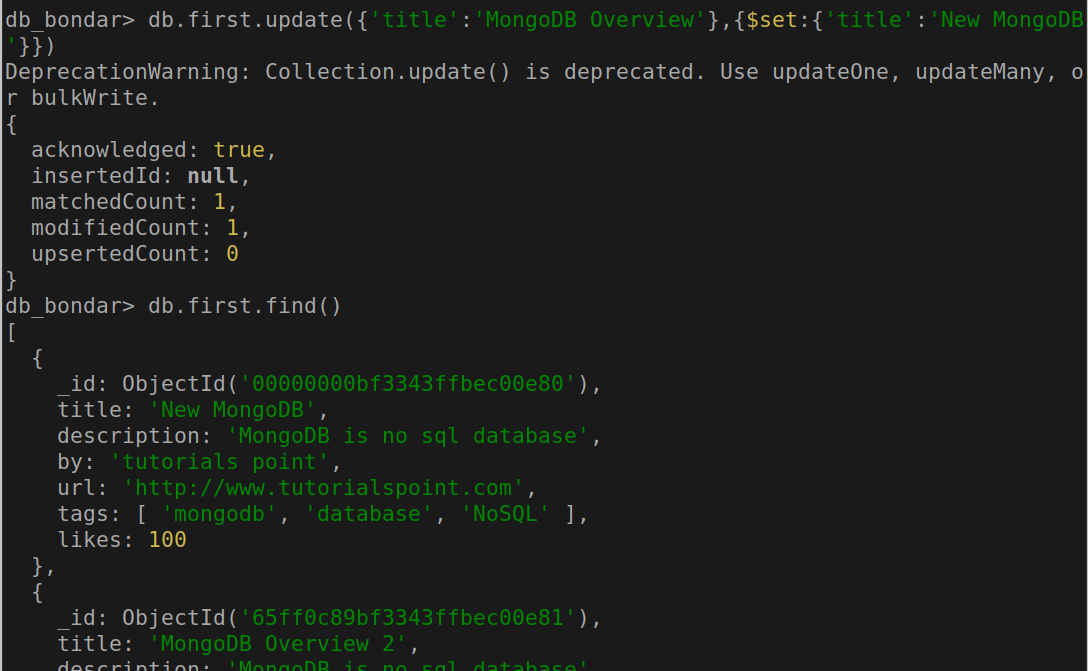 db_bondar> db.first.update({'title':'MongoDB Overview'},{$set:{'title':'New MongoDB
'}})
DeprecationWarning: Collection.update() is deprecated. Use updateOne, updateMany, o
r bulkWrite.
{
  acknowledged: true,
  insertedId: null,
  matchedCount: 1,
  modifiedCount: 1,
  upsertedCount: 0
}
db_bondar> db.first.find()
[
  {
    _id: ObjectId('00000000bf3343ffbec00e80'),
    title: 'New MongoDB',
    description: 'MongoDB is no sql database',
    by: 'tutorials point',
    url: 'http://www.tutorialspoint.com',
    tags: [ 'mongodb', 'database', 'NoSQL' ],
    likes: 100
  },
  {
    _id: ObjectId('65ff0c89bf3343ffbec00e81'),
    title: 'MongoDB Overview 2',
    description: 'MongoDB is no sql database'